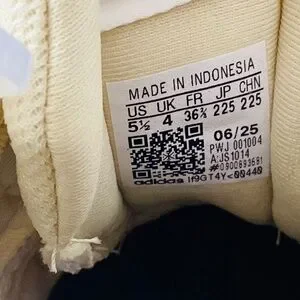 MADE IN INDONESIA
US UK FR JP CHN
5½ 4 36⅔ 225 225
06/25
PWJ 001004
A:JS1014
#0900893681
adidas